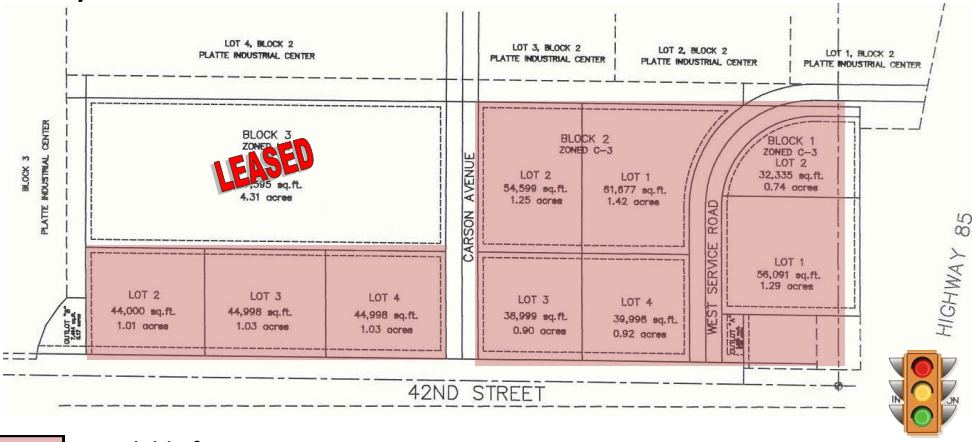 LOT 4, BLOCK 2
PLATTE INDUSTRIAL CENTER
LOT 3, BLOCK 2
PLATTE INDUSTRIAL CENTER
LOT 2, BLOCK 2
PLATTE INDUSTRIAL CENTER
LOT 1, BLOCK 2
PLATTE INDUSTRIAL CENTER
BLOCK 3
PLATTE INDUSTRIAL CENTER
BLOCK 3
ZONED
LEASED
sq.ft.
4.31 acres
CARSON AVENUE
BLOCK 2
ZONED C-3
LOT 2
54,599 sq.ft.
1.25 acres
LOT 1
61,677 sq.ft.
1.42 acres
BLOCK 1
ZONED C-3
LOT 2
32,335 sq.ft.
0.74 acres
WEST SERVICE ROAD
HIGHWAY 85
LOT 2
44,000 sq.ft.
1.01 acres
LOT 3
44,998 sq.ft.
1.03 acres
LOT 4
44,998 sq.ft.
1.03 acres
LOT 3
38,999 sq.ft.
0.90 acres
LOT 4
39,996 sq.ft.
0.92 acres
LOT 1
56,091 sq.ft.
1.29 acres
OUTLOT "B"
OUTLOT "A"
42ND STREET
IN
ON